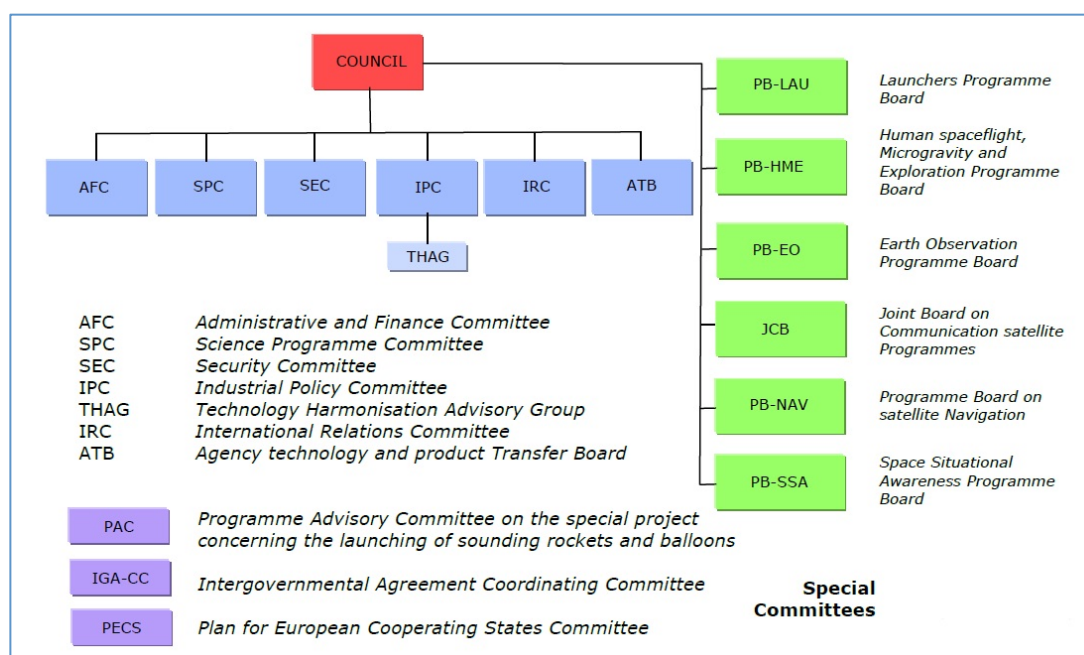 COUNCIL
AFC
SPC
SEC
IPC
IRC
ATB
THAG
PB-LAU
Launchers Programme
Board
PB-HME
Human spaceflight,
Microgravity and
Exploration Programme
Board
PB-EO
Earth Observation
Programme Board
JCB
Joint Board on
Communication satellite
Programmes
PB-NAV
Programme Board on
satellite Navigation
PB-SSA
Space Situational
Awareness Programme
Board
AFC Administrative and Finance Committee
SPC Science Programme Committee
SEC Security Committee
IPC Industrial Policy Committee
THAG Technology Harmonisation Advisory Group
IRC International Relations Committee
ATB Agency technology and product Transfer Board
PAC
Programme Advisory Committee on the special project
concerning the launching of sounding rockets and balloons
IGA-CC
Intergovernmental Agreement Coordinating Committee
PECS
Plan for European Cooperating States Committee
Special
Committees